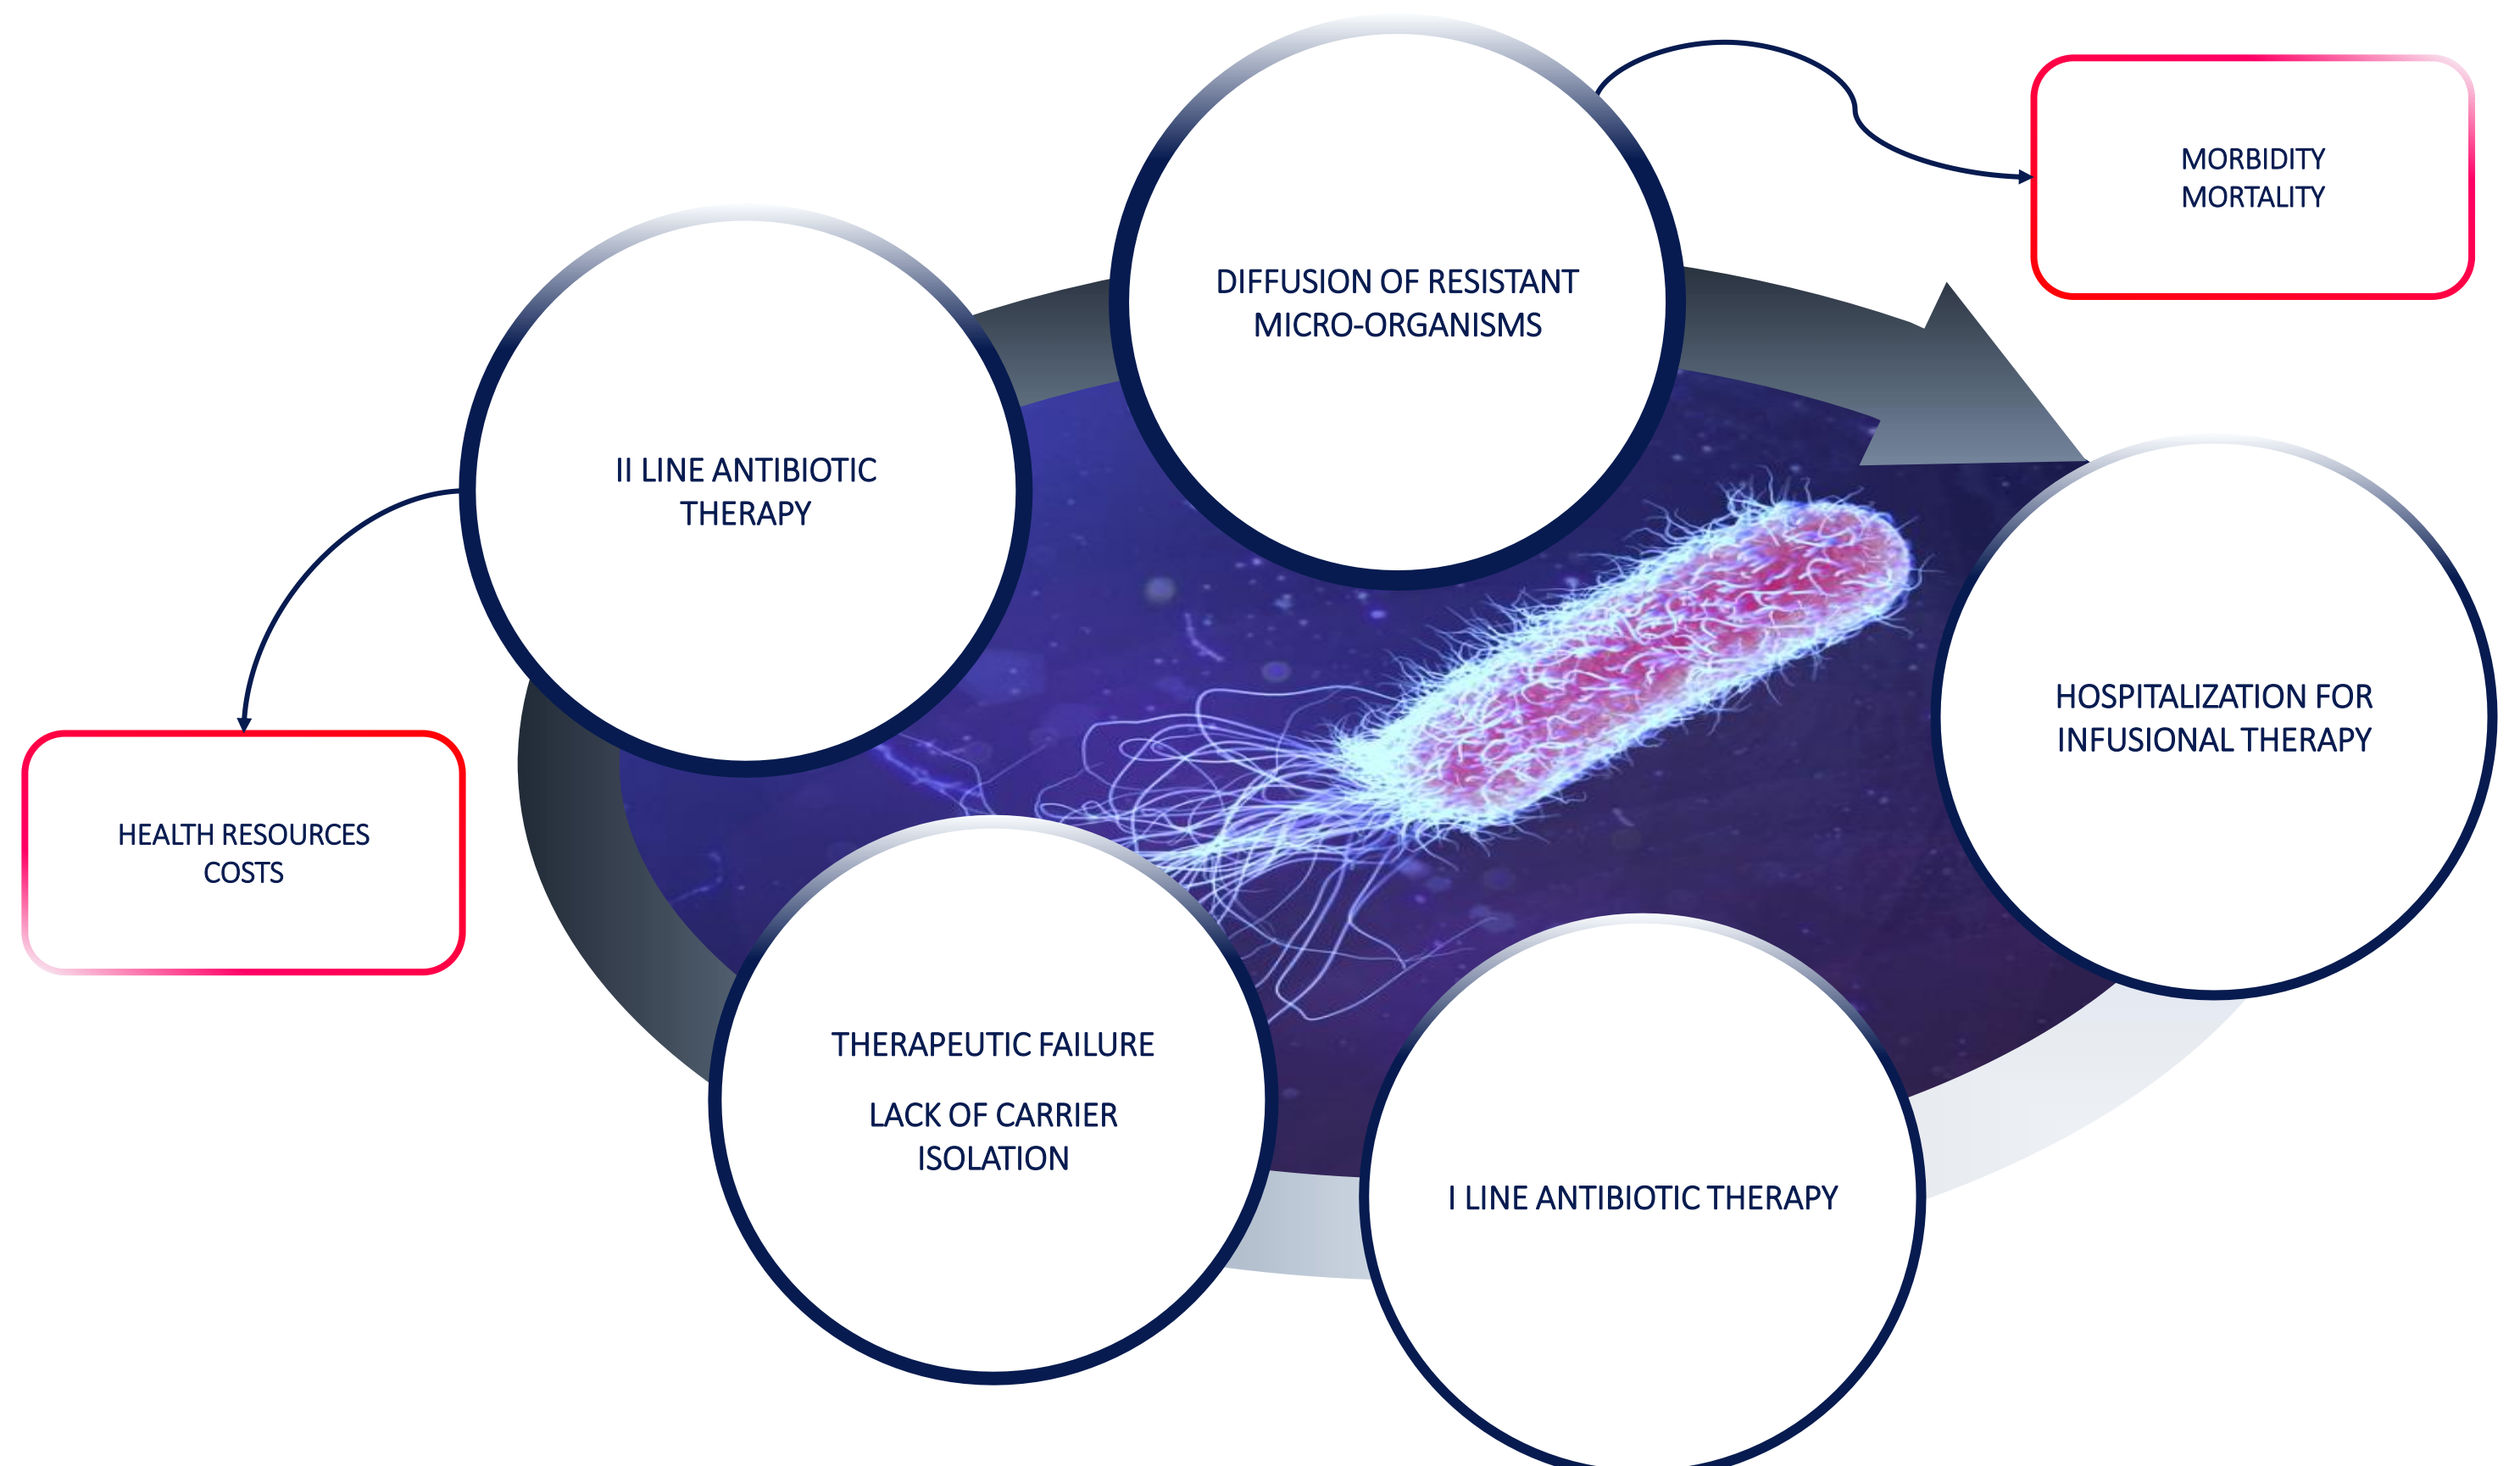 DIFFUSION OF RESISTANT
MICRO-ORGANISMS
MORBIDITY
MORTALITY
II LINE ANTIBIOTIC
THERAPY
HOSPITALIZATION FOR
INFUSIONAL THERAPY
HEALTH RESOURCES
COSTS
THERAPEUTIC FAILURE
LACK OF CARRIER
ISOLATION
I LINE ANTIBIOTIC THERAPY